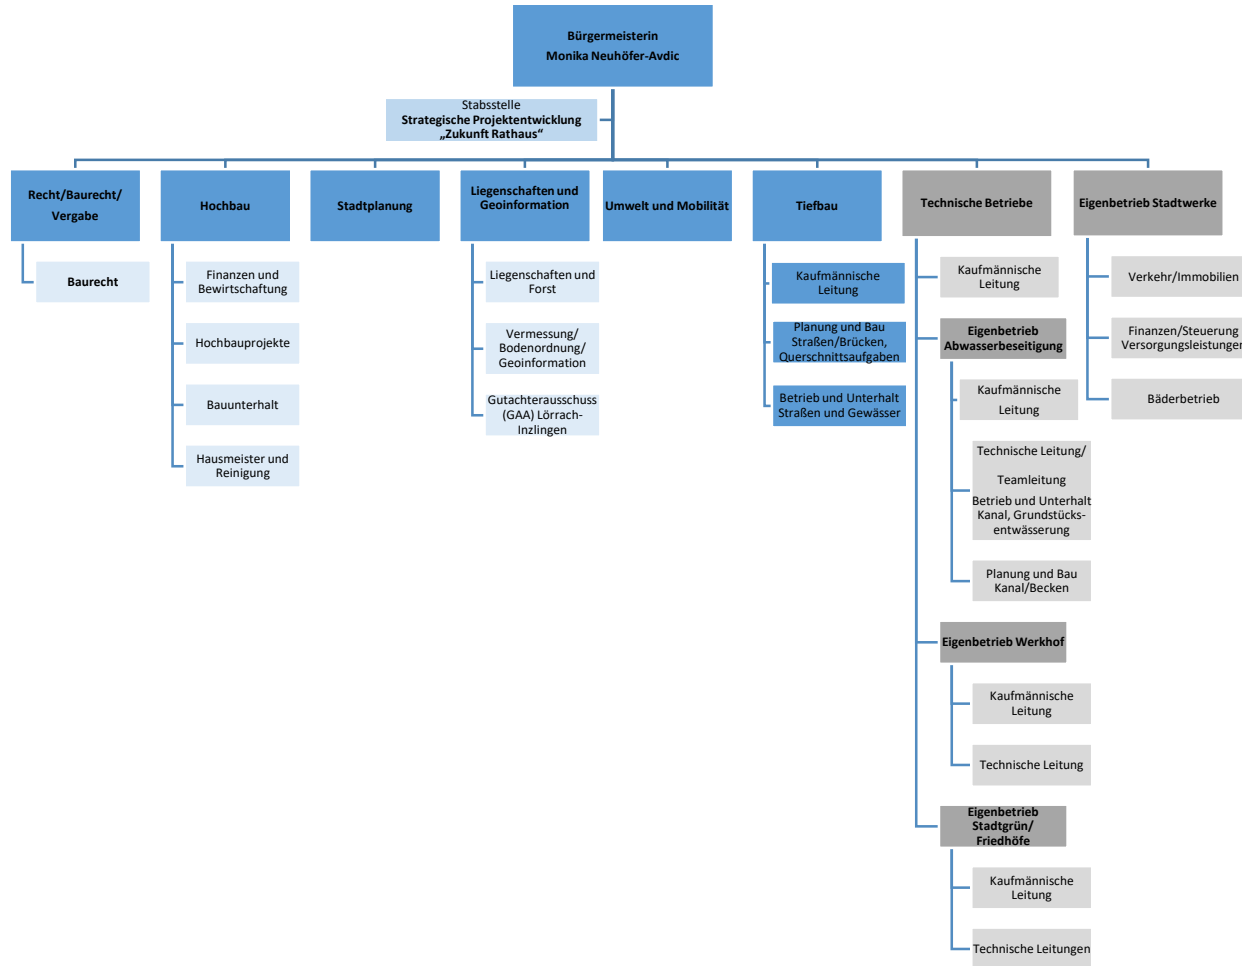 Bürgermeisterin
Monika Neuhöfer-Avdic
Stabsstelle
Strategische Projektentwicklung
„Zukunft Rathaus“
Recht/Baurecht/
Vergabe
Baurecht
Hochbau
Finanzen und
Bewirtschaftung
Hochbauprojekte
Bauunterhalt
Hausmeister und
Reinigung
Stadtplanung
Liegenschaften und
Geoinformation
Liegenschaften und
Forst
Vermessung/
Bodenordnung/
Geoinformation
Gutachterausschuss
(GAA) Lörrach-
Inzlingen
Umwelt und Mobilität
Tiefbau
Kaufmännische
Leitung
Planung und Bau
Straßen/Brücken,
Querschnittsaufgaben
Betrieb und Unterhalt
Straßen und Gewässer
Technische Betriebe
Kaufmännische
Leitung
Eigenbetrieb
Abwasserbeseitigung
Kaufmännische
Leitung
Technische Leitung/
Teamleitung
Betrieb und Unterhalt
Kanal, Grundstücks-
entwässerung
Planung und Bau
Kanal/Becken
Eigenbetrieb Werkhof
Kaufmännische
Leitung
Technische Leitung
Eigenbetrieb
Stadtgrün/
Friedhöfe
Kaufmännische
Leitung
Technische Leitungen
Eigenbetrieb Stadtwerke
Verkehr/Immobilien
Finanzen/Steuerung
Versorgungsleistungen
Bäderbetrieb